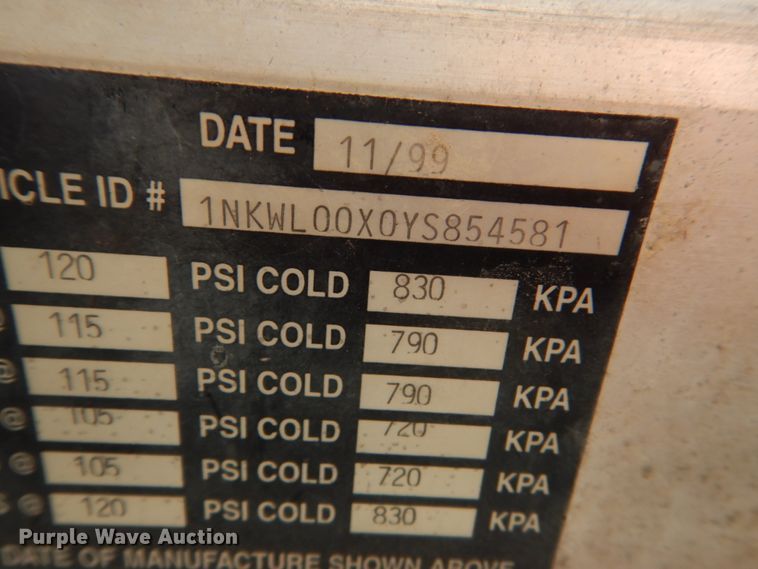 DATE 11/99
ICLE ID # 1NKWL00X0YS854581
120 PSI COLD 830 KPA
@ 115 PSI COLD 790 KPA
@ 115 PSI COLD 790 KPA
@ 105 PSI COLD 720 KPA
@ 105 PSI COLD 720 KPA
S @ 120 PSI COLD 830 KPA
DATE OF MANUFACTURE SHOWN ABOVE
Purple Wave Auction